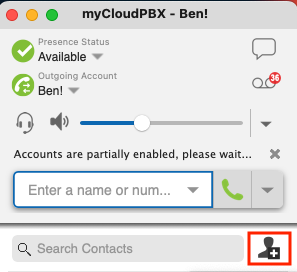 myCloudPBX - Ben!
Presence Status
Available
Outgoing Account
Ben!
36
Accounts are partially enabled, please wait...
Enter a name or num...
Search Contacts